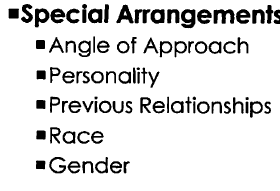 ▪Special Arrangements
▪Angle of Approach
▪Personality
▪Previous Relationships
▪Race
▪Gender